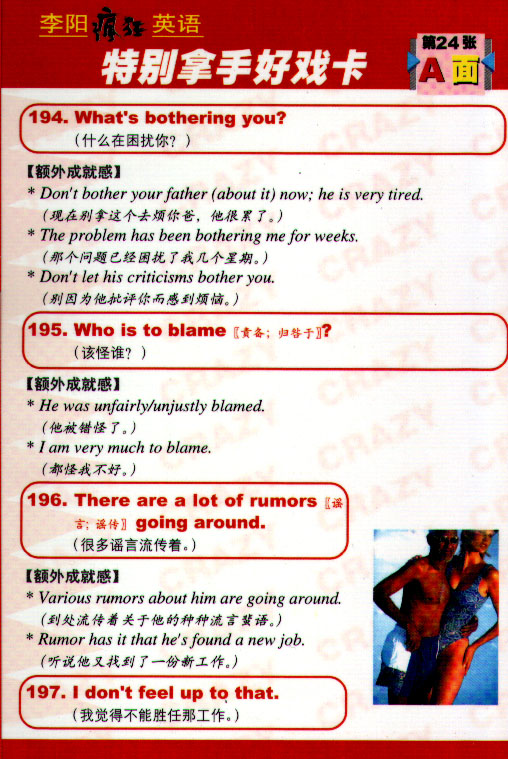 李阳疯狂英语
特别拿手好戏卡
第24张
A面
194. What's bothering you?
(什么在困扰你？)
【额外成就感】
* Don't bother your father (about it) now; he is very tired.
(现在别拿这个去烦你爸，他很累了。)
* The problem has been bothering me for weeks.
(那个问题已经困扰了我几个星期。)
* Don't let his criticisms bother you.
(别因为他批评你而感到烦恼。)
195. Who is to blame〖责备；归咎于〗?
(该怪谁？)
【额外成就感】
* He was unfairly/unjustly blamed.
(他被错怪了。)
* I am very much to blame.
(都怪我不好。)
196. There are a lot of rumors〖谣
言；谣传〗going around.
(很多谣言流传着。)
【额外成就感】
* Various rumors about him are going around.
(到处流传着关于他的种种流言蜚语。)
* Rumor has it that he's found a new job.
(听说他又找到了一份新工作。)
197. I don't feel up to that.
(我觉得不能胜任那工作。)